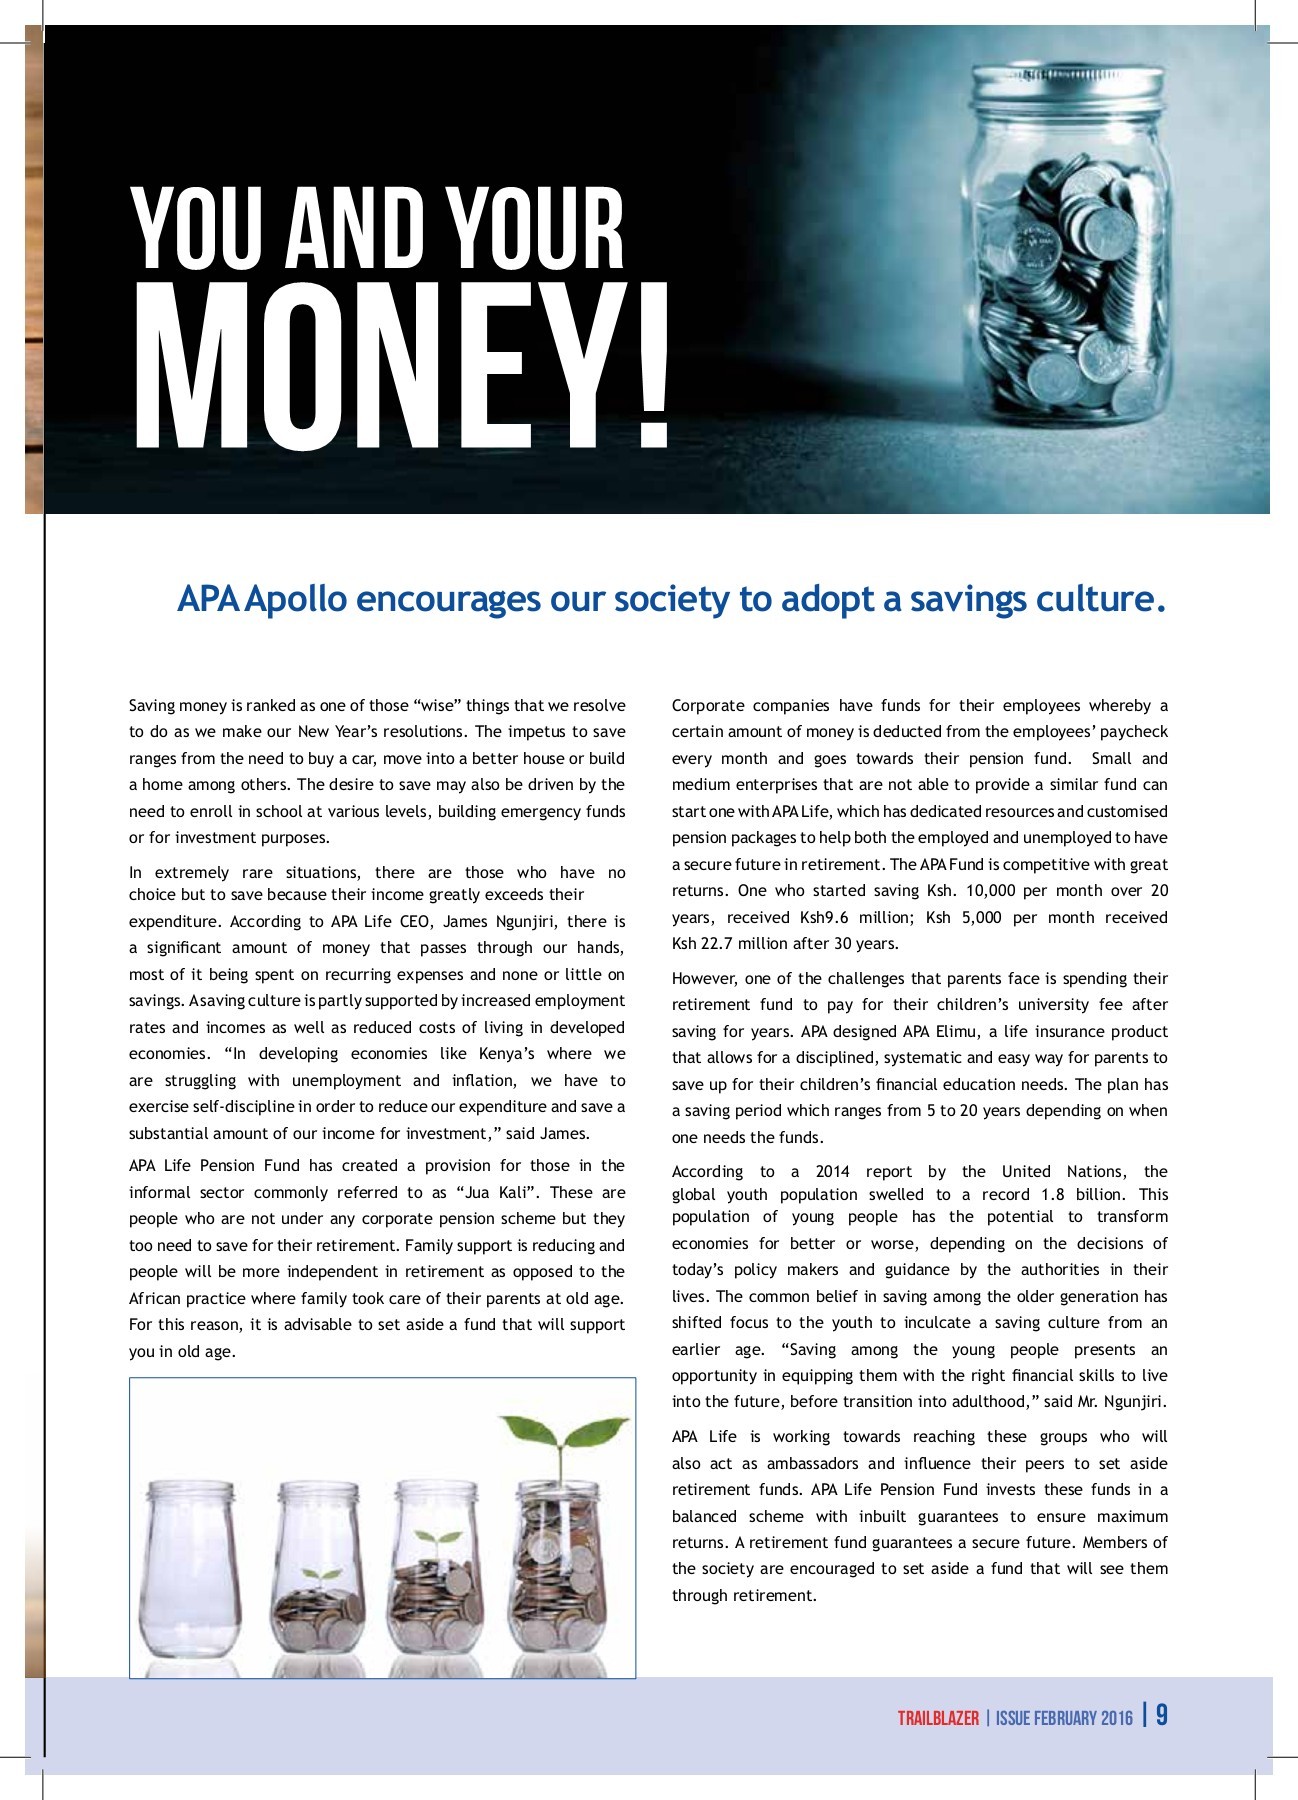 YOU AND YOUR
MONEY!
APA Apollo encourages our society to adopt a savings culture.
Saving money is ranked as one of those “wise” things that we resolve
to do as we make our New Year’s resolutions. The impetus to save
ranges from the need to buy a car, move into a better house or build
a home among others. The desire to save may also be driven by the
need to enroll in school at various levels, building emergency funds
or for investment purposes.
In extremely rare situations, there are those who have no
choice but to save because their income greatly exceeds their
expenditure. According to APA Life CEO, James Ngunjiri, there is
a significant amount of money that passes through our hands,
most of it being spent on recurring expenses and none or little on
savings. A saving culture is partly supported by increased employment
rates and incomes as well as reduced costs of living in developed
economies. “In developing economies like Kenya’s where we
are struggling with unemployment and inflation, we have to
exercise self-discipline in order to reduce our expenditure and save a
substantial amount of our income for investment,” said James.
APA Life Pension Fund has created a provision for those in the
informal sector commonly referred to as “Jua Kali”. These are
people who are not under any corporate pension scheme but they
too need to save for their retirement. Family support is reducing and
people will be more independent in retirement as opposed to the
African practice where family took care of their parents at old age.
For this reason, it is advisable to set aside a fund that will support
you in old age.
Corporate companies have funds for their employees whereby a
certain amount of money is deducted from the employees’ paycheck
every month and goes towards their pension fund. Small and
medium enterprises that are not able to provide a similar fund can
start one with APA Life, which has dedicated resources and customised
pension packages to help both the employed and unemployed to have
a secure future in retirement. The APA Fund is competitive with great
returns. One who started saving Ksh. 10,000 per month over 20
years, received Ksh9.6 million; Ksh 5,000 per month received
Ksh 22.7 million after 30 years.
However, one of the challenges that parents face is spending their
retirement fund to pay for their children’s university fee after
saving for years. APA designed APA Elimu, a life insurance product
that allows for a disciplined, systematic and easy way for parents to
save up for their children’s financial education needs. The plan has
a saving period which ranges from 5 to 20 years depending on when
one needs the funds.
According to a 2014 report by the United Nations, the
global youth population swelled to a record 1.8 billion. This
population of young people has the potential to transform
economies for better or worse, depending on the decisions of
today’s policy makers and guidance by the authorities in their
lives. The common belief in saving among the older generation has
shifted focus to the youth to inculcate a saving culture from an
earlier age. “Saving among the young people presents an
opportunity in equipping them with the right financial skills to live
into the future, before transition into adulthood,” said Mr. Ngunjiri.
APA Life is working towards reaching these groups who will
also act as ambassadors and influence their peers to set aside
retirement funds. APA Life Pension Fund invests these funds in a
balanced scheme with inbuilt guarantees to ensure maximum
returns. A retirement fund guarantees a secure future. Members of
the society are encouraged to set aside a fund that will see them
through retirement.
TRAILBLAZER | ISSUE FEBRUARY 2016 | 9